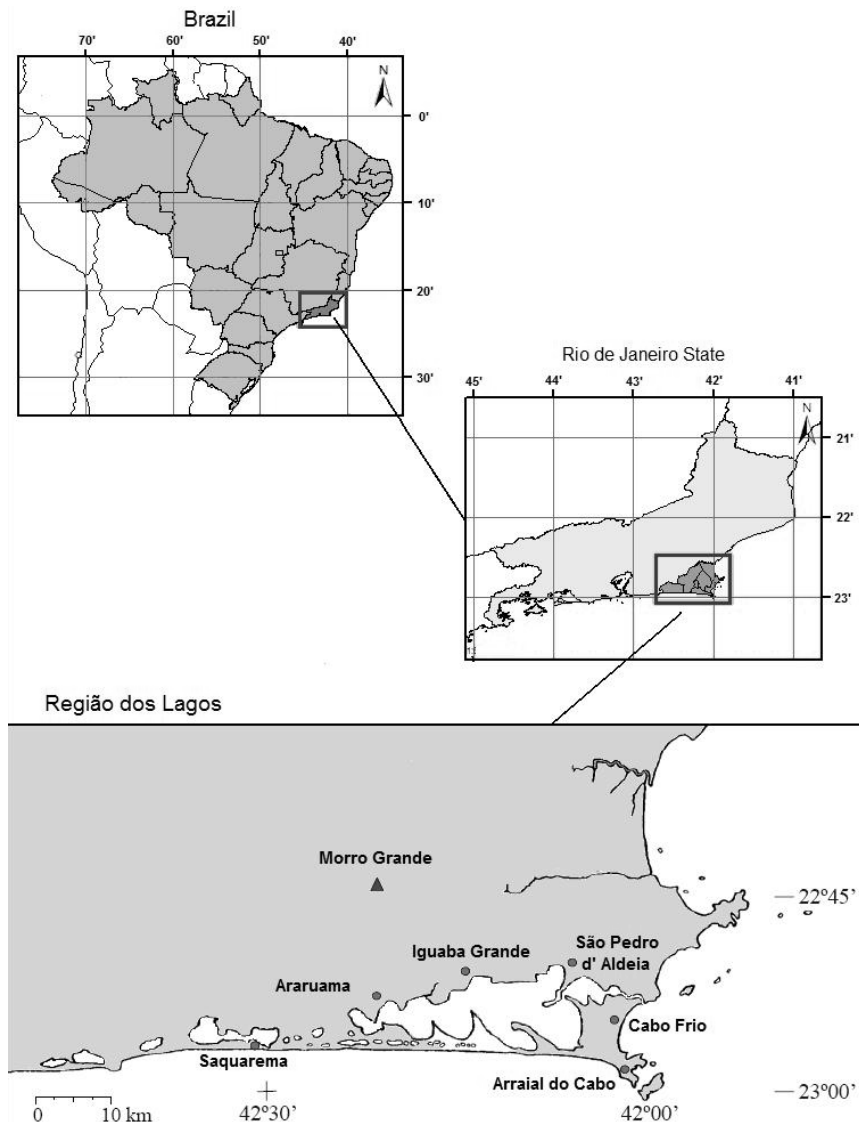 Brazil
70' 60' 50' 40'
N
0'
10'
20'
30'
Rio de Janeiro State
45' 44' 43' 42' 41'
N
21'
22'
23'
Região dos Lagos
Morro Grande
22º45'
São Pedro
d' Aldeia
Iguaba Grande
Araruama
Cabo Frio
Saquarema
Arraial do Cabo
23º00'
0 10 km
42º30'
42º00'